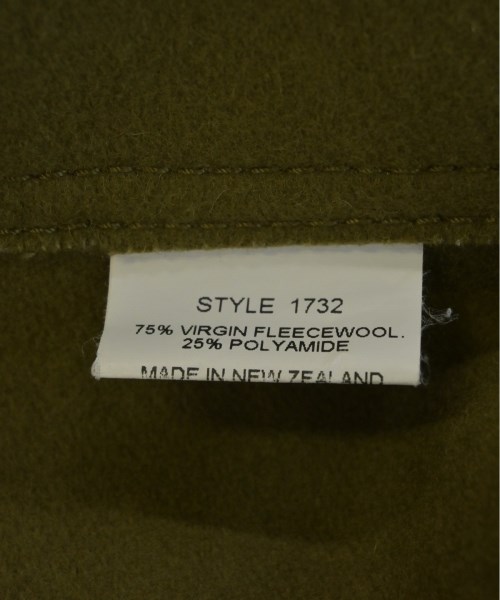 STYLE 1732
75% VIRGIN FLEECEWOOL.
25% POLYAMIDE
MADE IN NEW ZEALAND